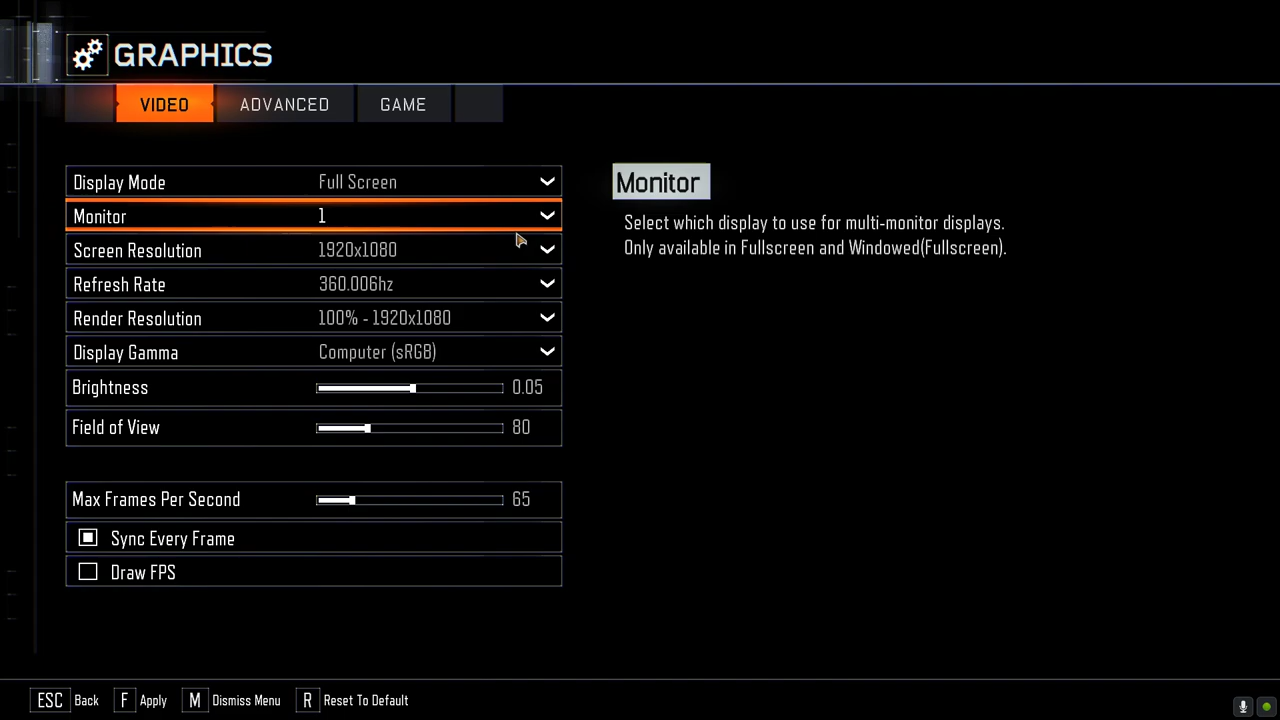 GRAPHICS
VIDEO ADVANCED GAME
Display Mode Full Screen
Monitor 1
Screen Resolution 1920x1080
Refresh Rate 360.006hz
Render Resolution 100% - 1920x1080
Display Gamma Computer (sRGB)
Brightness 0.05
Field of View 80
Max Frames Per Second 65
Sync Every Frame
Draw FPS
Monitor
Select which display to use for multi-monitor displays.
Only available in Fullscreen and Windowed(Fullscreen).
ESC Back F Apply M Dismiss Menu R Reset To Default